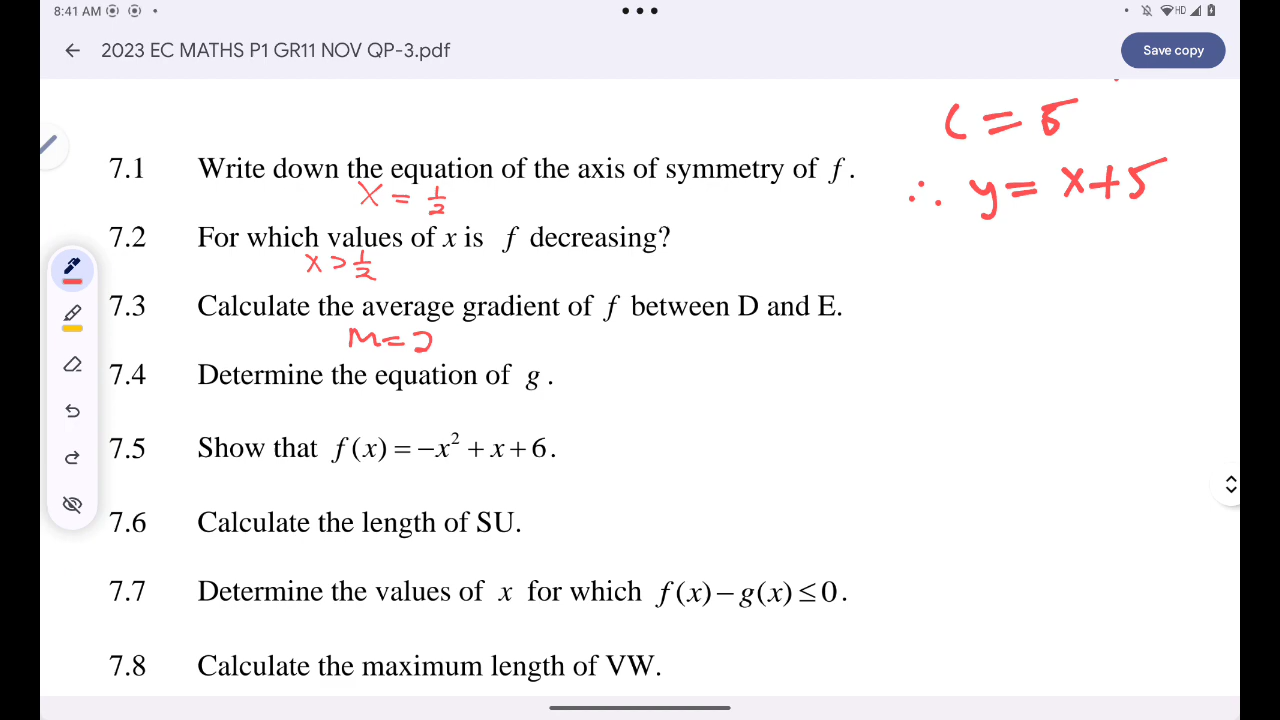 8:41 AM
HD
2023 EC MATHS P1 GR11 NOV QP-3.pdf
Save copy
c = 5
∴ y = x+5
7.1 Write down the equation of the axis of symmetry of f.
x = 1/2
7.2 For which values of x is f decreasing?
x > 1/2
7.3 Calculate the average gradient of f between D and E.
M = 2
7.4 Determine the equation of g.
7.5 Show that f(x) = −x² + x + 6.
7.6 Calculate the length of SU.
7.7 Determine the values of x for which f(x) − g(x) ≤ 0.
7.8 Calculate the maximum length of VW.